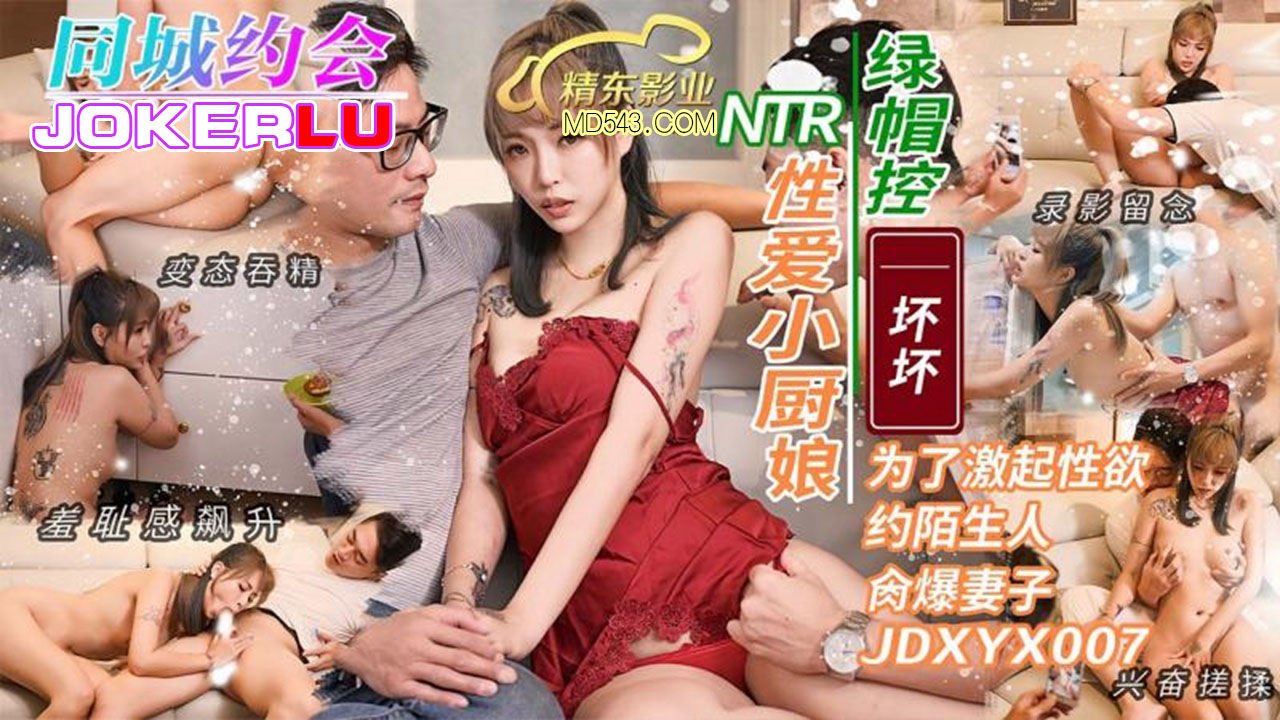 同城约会
JOKERLU
精东影业
MD543.COM
NTR
绿帽控
性爱小厨娘
坏坏
录影留念
变态吞精
羞耻感飙升
为了激起性欲
约陌生人
肏爆妻子
JDXYX007
兴奋搓揉